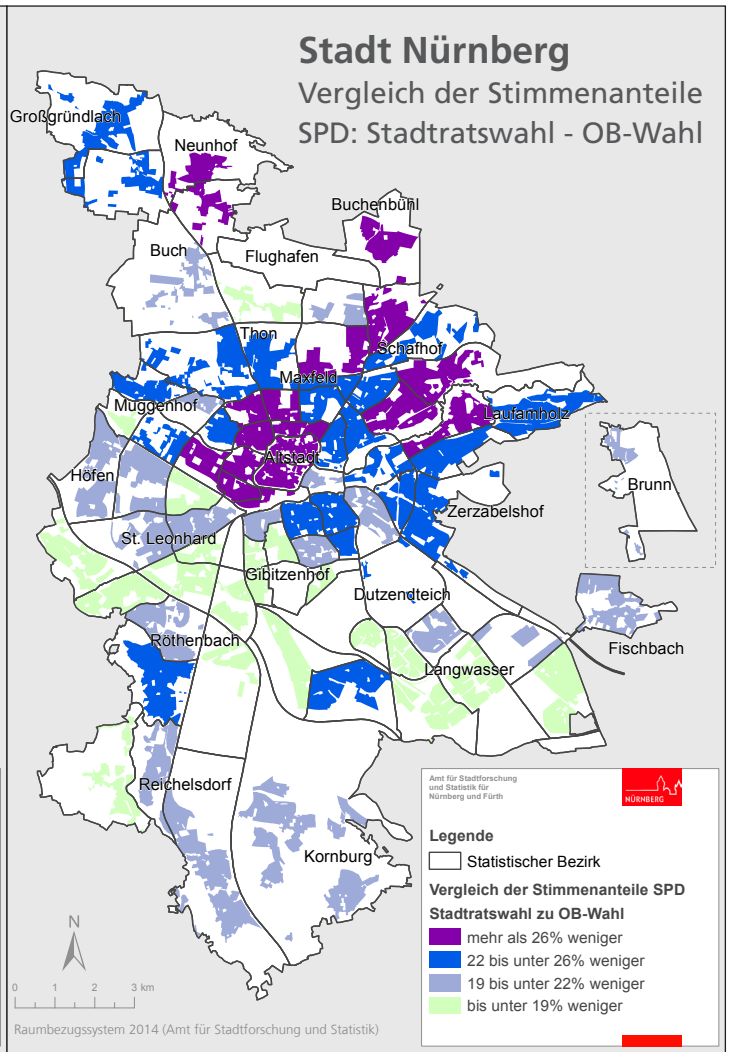 Stadt Nürnberg
Vergleich der Stimmenanteile
SPD: Stadtratswahl - OB-Wahl
Großgründlach
Neunhof
Buchenbühl
Buch
Flughafen
Thon
Schafhof
Maxfeld
Muggenhof
Laufamholz
Altstadt
Höfen
Brunn
Zerzabelshof
St. Leonhard
Gibitzenhof
Dutzendteich
Röthenbach
Fischbach
Langwasser
Reichelsdorf
Kornburg
Amt für Stadtforschung
und Statistik für
Nürnberg und Fürth
NÜRNBERG
Legende
Statistischer Bezirk
Vergleich der Stimmenanteile SPD
Stadtratswahl zu OB-Wahl
mehr als 26% weniger
22 bis unter 26% weniger
19 bis unter 22% weniger
bis unter 19% weniger
N
0 1 2 3 km
Raumbezugssystem 2014 (Amt für Stadtforschung und Statistik)